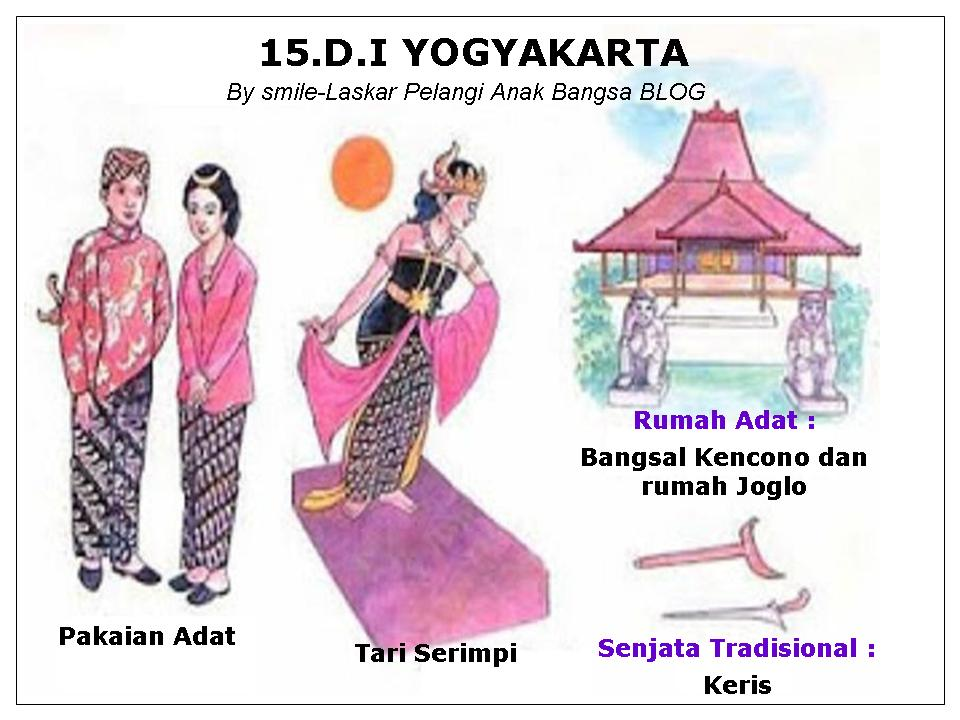 15.D.I YOGYAKARTA
By smile-Laskar Pelangi Anak Bangsa BLOG
Rumah Adat :
Bangsal Kencono dan
rumah Joglo
Pakaian Adat
Tari Serimpi
Senjata Tradisional :
Keris